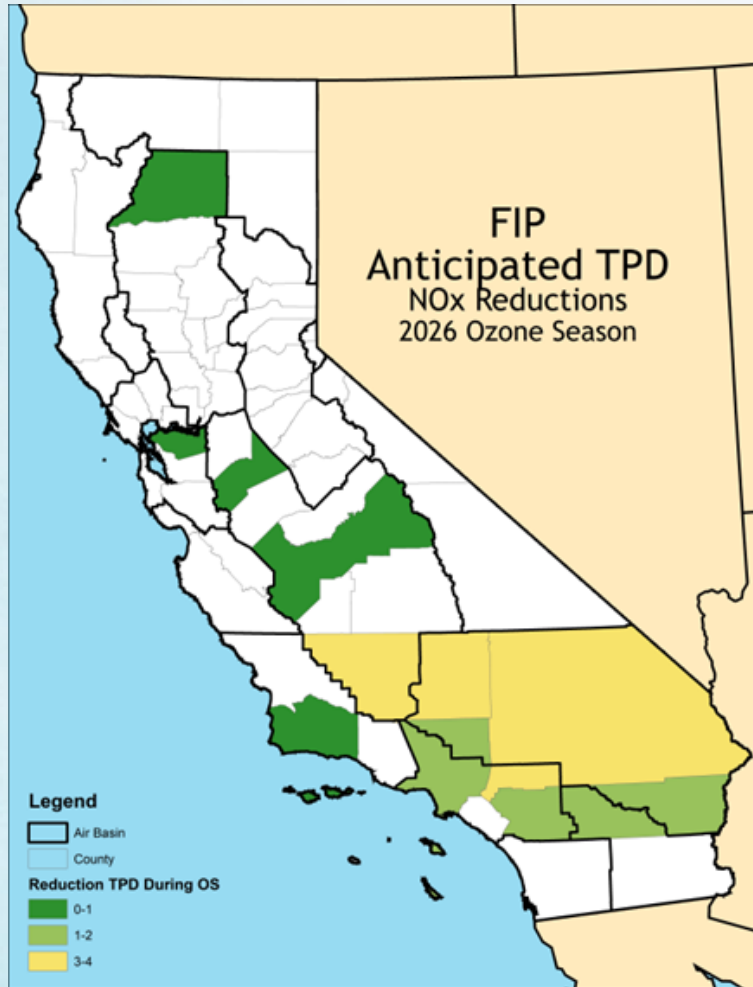 FIP
Anticipated TPD
NOx Reductions
2026 Ozone Season
Legend
Air Basin
County
Reduction TPD During OS
0-1
1-2
3-4